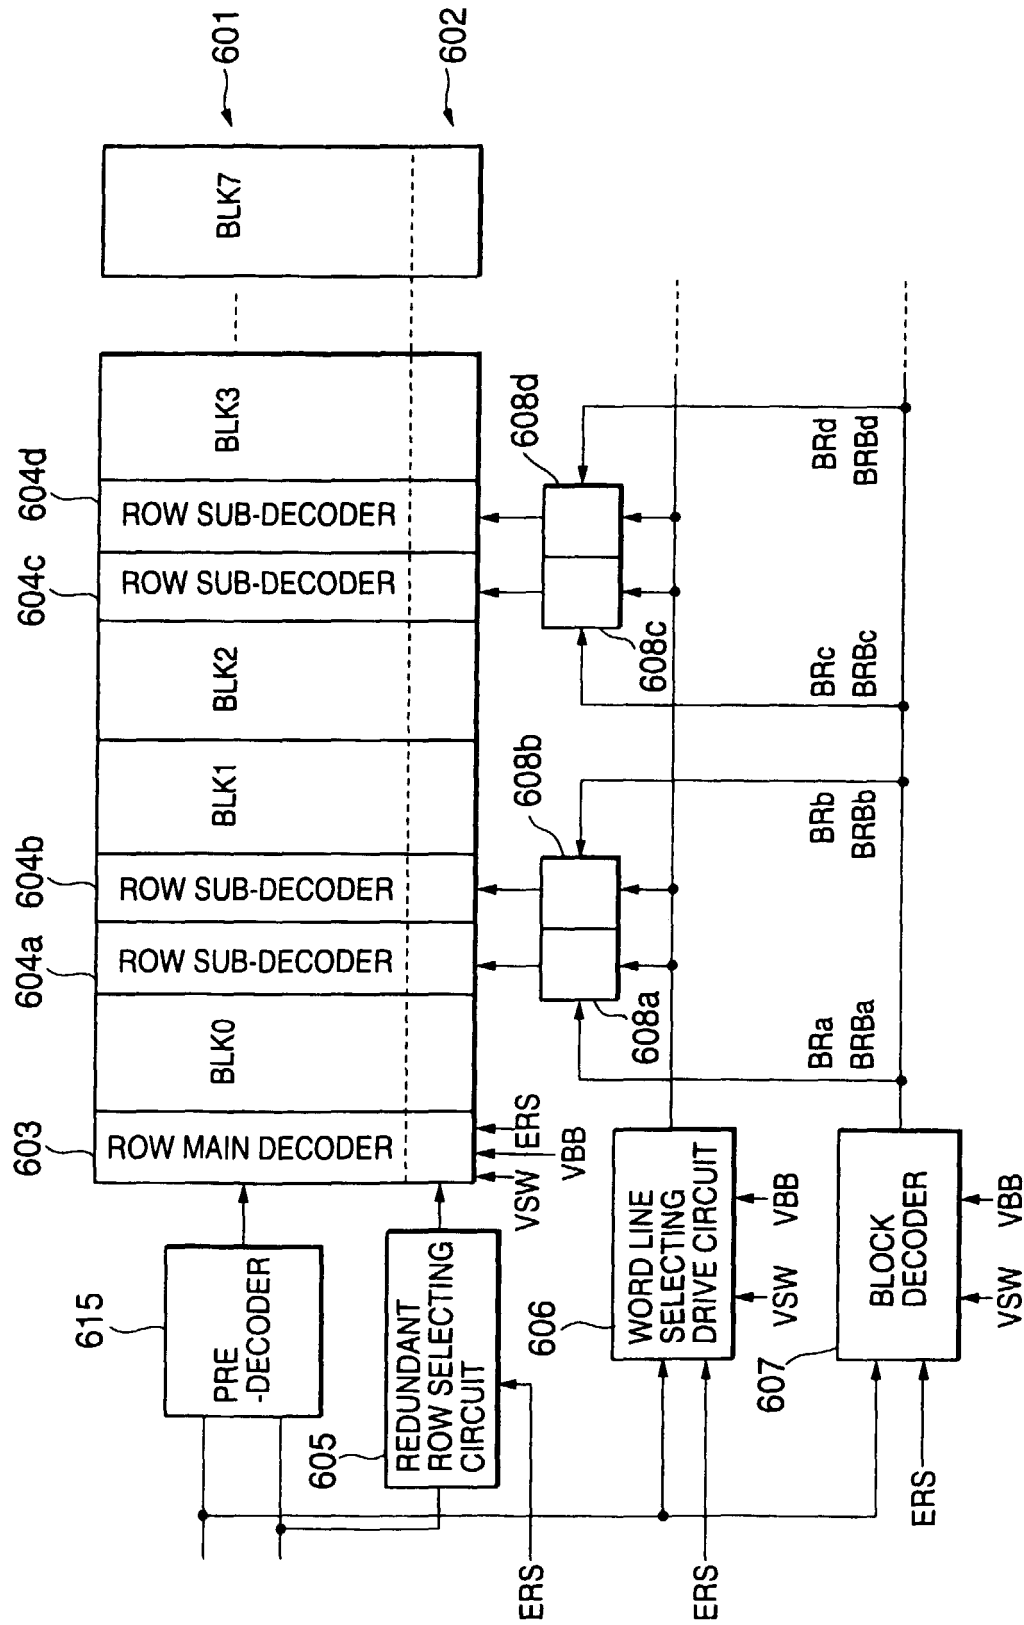 601
602
BLK7
BLK3
604d
ROW SUB-DECODER
604c
ROW SUB-DECODER
BLK2
BLK1
604b
ROW SUB-DECODER
604a
ROW SUB-DECODER
BLK0
603
ROW MAIN DECODER
VSW
VBB
ERS
608d
608c
608b
608a
BRd
BRBd
BRc
BRBc
BRb
BRBb
BRa
BRBa
615
PRE
-DECODER
605
REDUNDANT
ROW SELECTING
CIRCUIT
ERS
606
WORD LINE
SELECTING
DRIVE CIRCUIT
VSW
VBB
ERS
607
BLOCK
DECODER
VSW
VBB
ERS